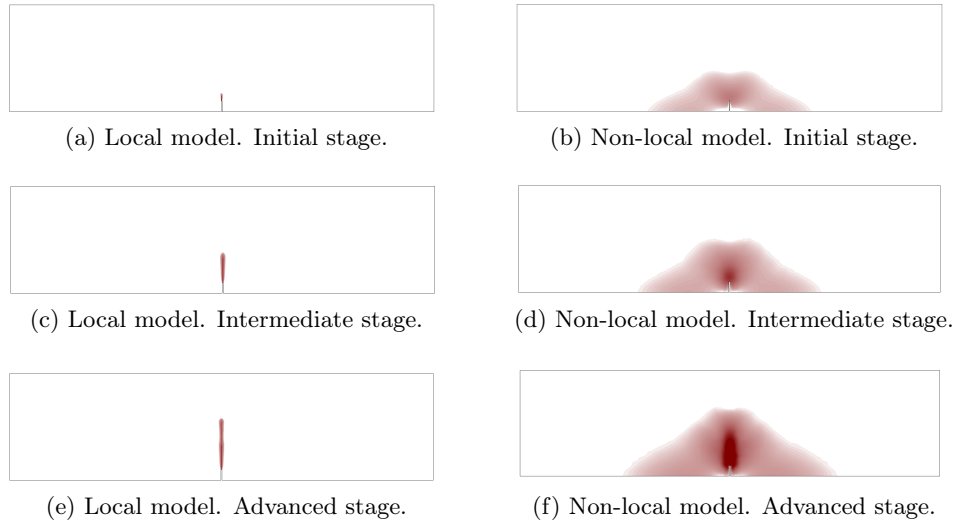 (a) Local model. Initial stage.
(b) Non-local model. Initial stage.
(c) Local model. Intermediate stage.
(d) Non-local model. Intermediate stage.
(e) Local model. Advanced stage.
(f) Non-local model. Advanced stage.